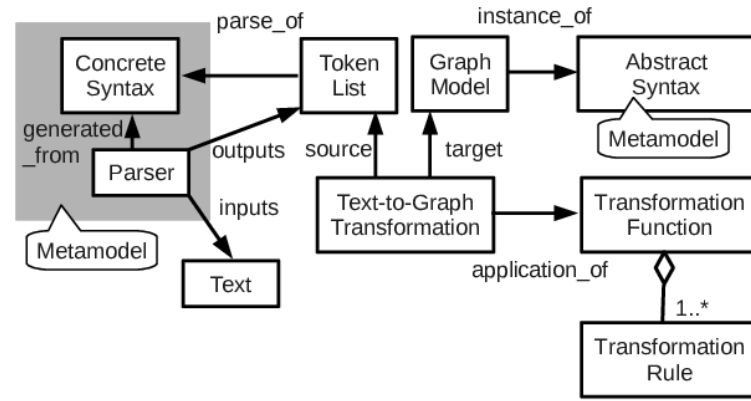 parse_of
instance_of
Concrete
Syntax
Token
List
Graph
Model
Abstract
Syntax
Metamodel
generated
_from
Parser
outputs
source
target
inputs
Text-to-Graph
Transformation
Transformation
Function
Metamodel
Text
application_of
1..*
Transformation
Rule